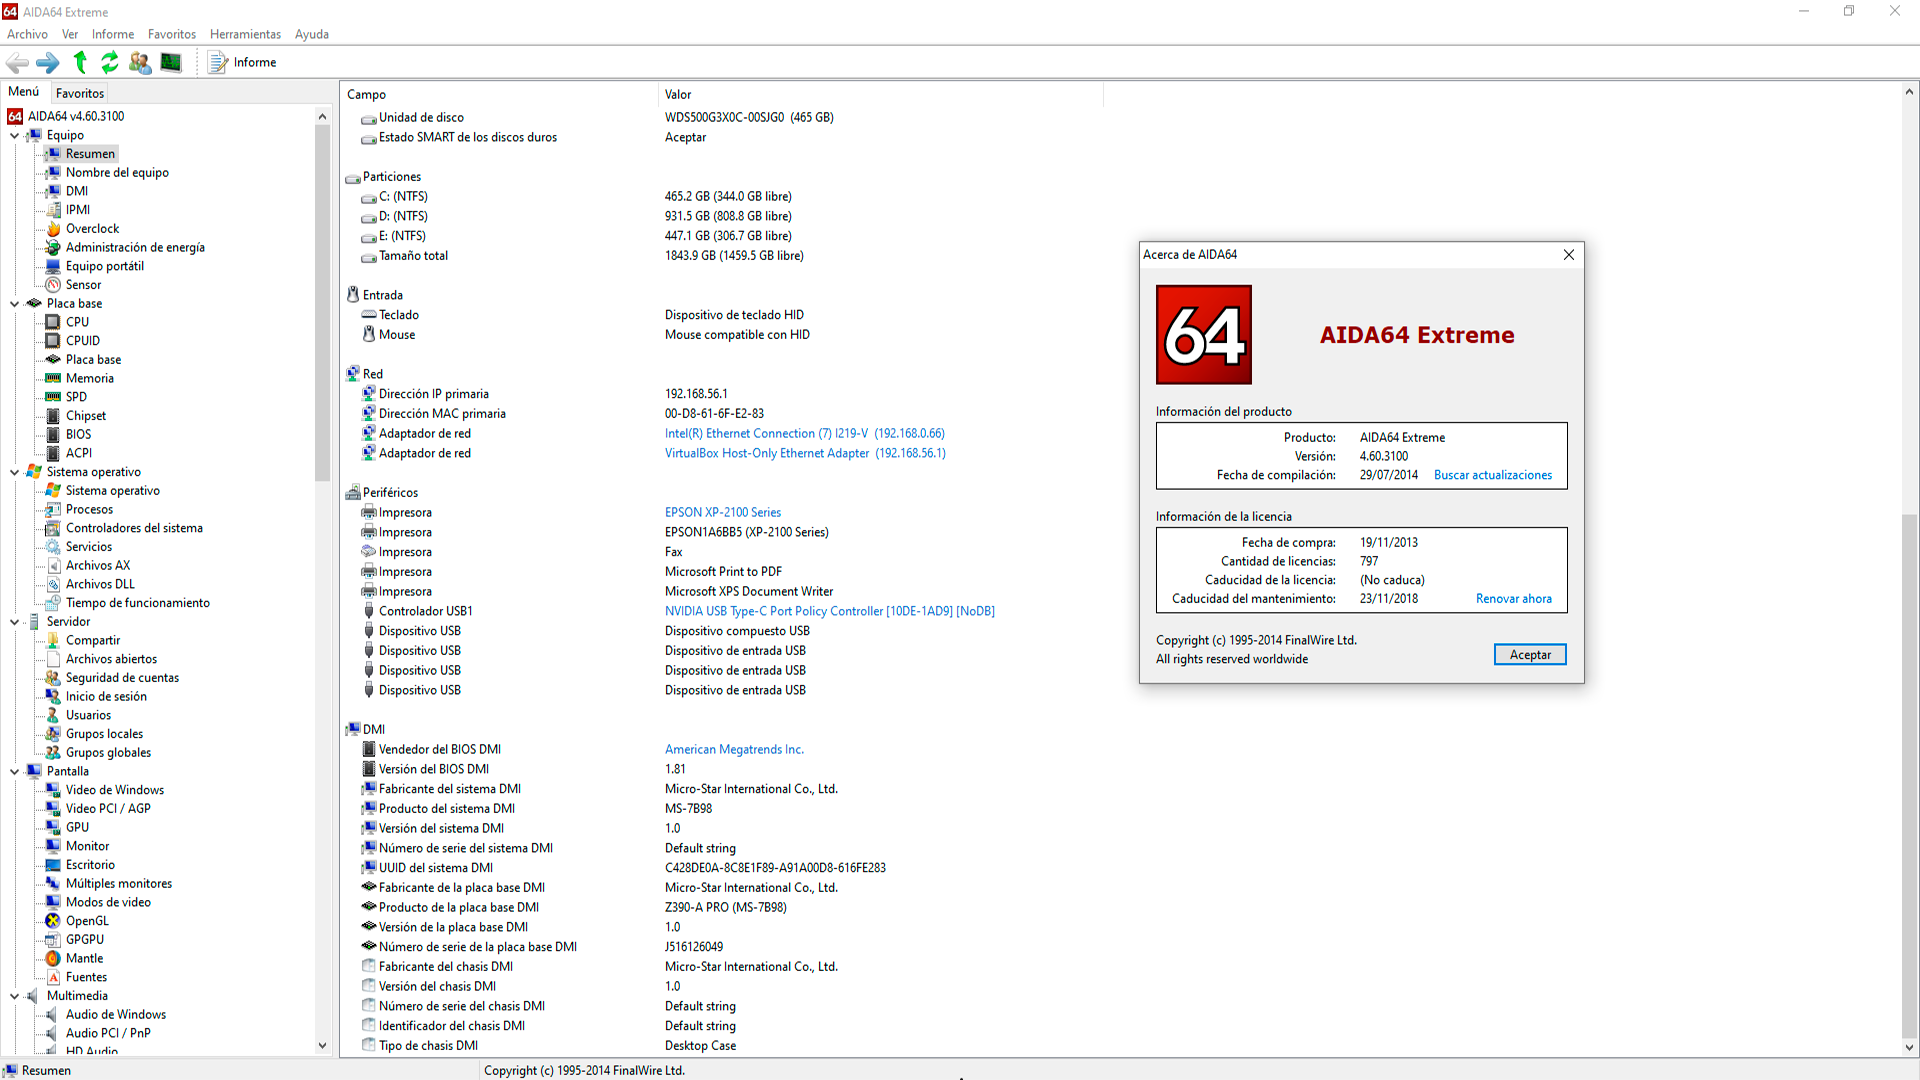 64 AIDA64 Extreme
Archivo Ver Informe Favoritos Herramientas Ayuda
Informe
Menú Favoritos
64 AIDA64 v4.60.3100
Equipo
Resumen
Nombre del equipo
DMI
IPMI
Overclock
Administración de energía
Equipo portátil
Sensor
Placa base
CPU
CPUID
Placa base
Memoria
SPD
Chipset
BIOS
ACPI
Sistema operativo
Sistema operativo
Procesos
Controladores del sistema
Servicios
Archivos AX
Archivos DLL
Tiempo de funcionamiento
Servidor
Compartir
Archivos abiertos
Seguridad de cuentas
Inicio de sesión
Usuarios
Grupos locales
Grupos globales
Pantalla
Video de Windows
Video PCI / AGP
GPU
Monitor
Escritorio
Múltiples monitores
Modos de video
OpenGL
GPGPU
Mantle
Fuentes
Multimedia
Audio de Windows
Audio PCI / PnP
HD Audio
Campo Valor
Unidad de disco WDS500G3X0C-00SJG0 (465 GB)
Estado SMART de los discos duros Aceptar
Particiones
C: (NTFS) 465.2 GB (344.0 GB libre)
D: (NTFS) 931.5 GB (808.8 GB libre)
E: (NTFS) 447.1 GB (306.7 GB libre)
Tamaño total 1843.9 GB (1459.5 GB libre)
Entrada
Teclado Dispositivo de teclado HID
Mouse Mouse compatible con HID
Red
Dirección IP primaria 192.168.56.1
Dirección MAC primaria 00-D8-61-6F-E2-83
Adaptador de red Intel(R) Ethernet Connection (7) I219-V (192.168.0.66)
Adaptador de red VirtualBox Host-Only Ethernet Adapter (192.168.56.1)
Periféricos
Impresora EPSON XP-2100 Series
Impresora EPSON1A6BB5 (XP-2100 Series)
Impresora Fax
Impresora Microsoft Print to PDF
Impresora Microsoft XPS Document Writer
Controlador USB1 NVIDIA USB Type-C Port Policy Controller [10DE-1AD9] [NoDB]
Dispositivo USB Dispositivo compuesto USB
Dispositivo USB Dispositivo de entrada USB
Dispositivo USB Dispositivo de entrada USB
Dispositivo USB Dispositivo de entrada USB
DMI
Vendedor del BIOS DMI American Megatrends Inc.
Versión del BIOS DMI 1.81
Fabricante del sistema DMI Micro-Star International Co., Ltd.
Producto del sistema DMI MS-7B98
Versión del sistema DMI 1.0
Número de serie del sistema DMI Default string
UUID del sistema DMI C428DE0A-8C8E1F89-A91A00D8-616FE283
Fabricante de la placa base DMI Micro-Star International Co., Ltd.
Producto de la placa base DMI Z390-A PRO (MS-7B98)
Versión de la placa base DMI 1.0
Número de serie de la placa base DMI J516126049
Fabricante del chasis DMI Micro-Star International Co., Ltd.
Versión del chasis DMI 1.0
Número de serie del chasis DMI Default string
Identificador del chasis DMI Default string
Tipo de chasis DMI Desktop Case
Acerca de AIDA64
64
AIDA64 Extreme
Información del producto
Producto: AIDA64 Extreme
Versión: 4.60.3100
Fecha de compilación: 29/07/2014 Buscar actualizaciones
Información de la licencia
Fecha de compra: 19/11/2013
Cantidad de licencias: 797
Caducidad de la licencia: (No caduca)
Caducidad del mantenimiento: 23/11/2018 Renovar ahora
Copyright (c) 1995-2014 FinalWire Ltd.
All rights reserved worldwide
Aceptar
Resumen Copyright (c) 1995-2014 FinalWire Ltd.